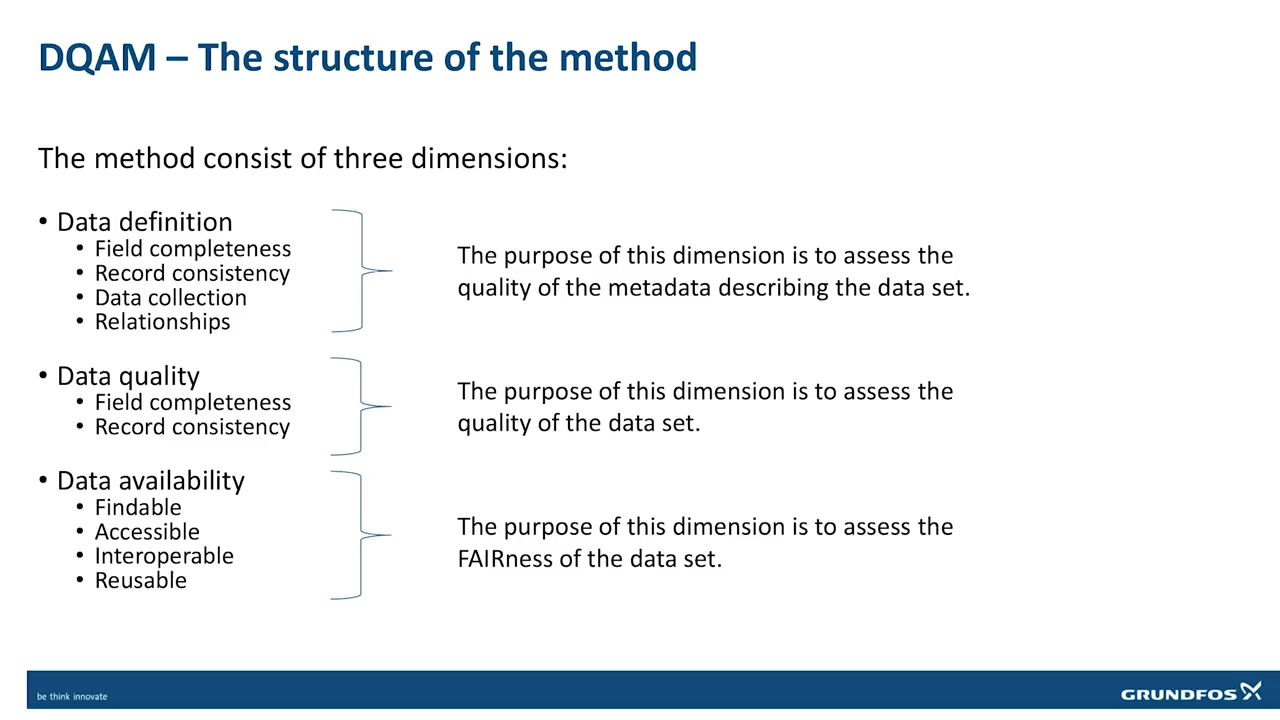 DQAM – The structure of the method
The method consist of three dimensions:
• Data definition
• Field completeness
• Record consistency
• Data collection
• Relationships
The purpose of this dimension is to assess the
quality of the metadata describing the data set.
• Data quality
• Field completeness
• Record consistency
The purpose of this dimension is to assess the
quality of the data set.
• Data availability
• Findable
• Accessible
• Interoperable
• Reusable
The purpose of this dimension is to assess the
FAIRness of the data set.
be think innovate
GRUNDFOS